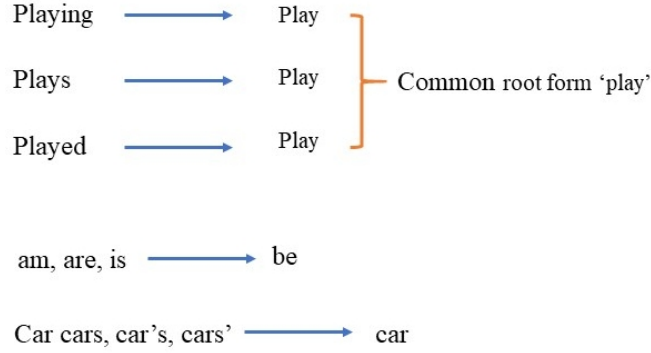 Playing Play
Plays Play Common root form ‘play’
Played Play
am, are, is be
Car cars, car’s, cars’ car